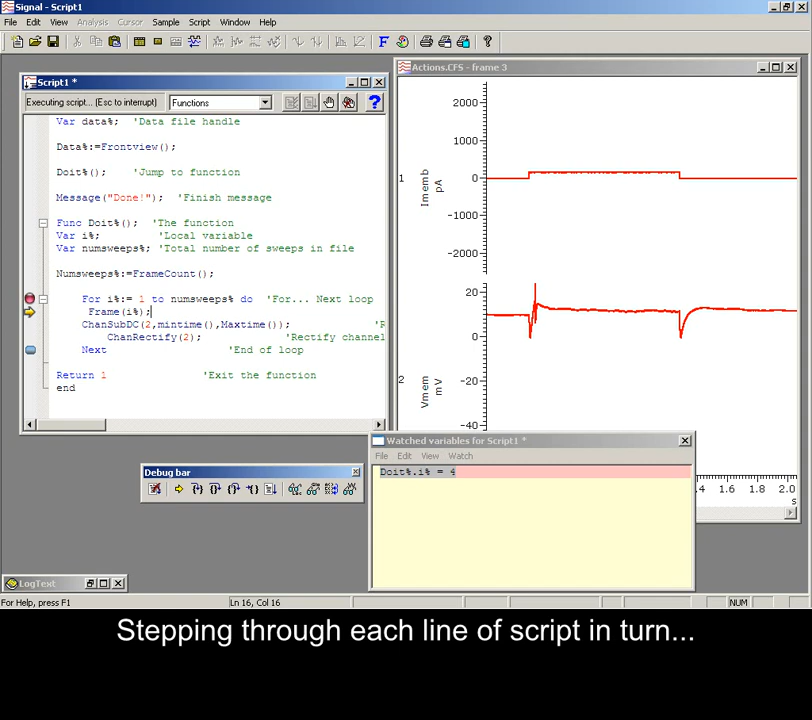 Signal - Script1 *
File Edit View Analysis Cursor Sample Script Window Help
Script1 *
Executing script... (Esc to interrupt) Functions
Var data%; 'Data file handle
Data%:=Frontview();
Doit%(); 'Jump to function
Message("Done!"); 'Finish message
Func Doit%(); 'The function
Var i%; 'Local variable
Var numsweeps%; 'Total number of sweeps in file
Numsweeps%:=FrameCount();
For i%:= 1 to numsweeps% do 'For... Next loop
Frame(i%);
ChanSubDC(2,mintime(),Maxtime()); 'R
ChanRectify(2); 'Rectify channel
Next 'End of loop
Return 1 'Exit the function
end
Actions.CFS - frame 3
2000
1000
1 0
-1000
-2000
Imemb
pA
20
0
2 -20
-40
Vmem
mV
1.4 1.6 1.8 2.0
s
Debug bar
Watched variables for Script1 *
File Edit View Watch
Doit%.i% = 4
LogText
For Help, press F1 Ln 16, Col 16 NUM
Stepping through each line of script in turn...